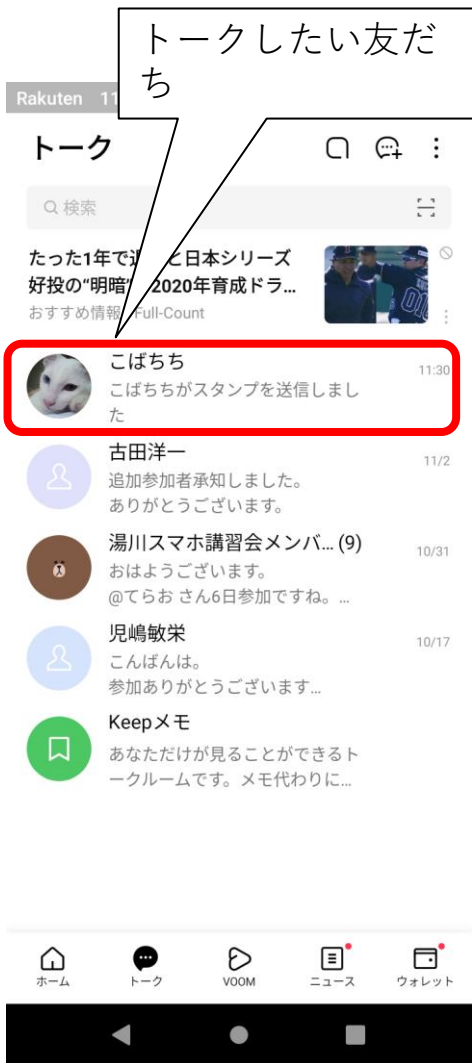 トークしたい友だ
ち
Rakuten 11
トーク
検索
たった1年で と日本シリーズ
好投の“明暗” 2020年育成ドラ...
おすすめ情報 Full-Count
こばちち
11:30
こばちちがスタンプを送信しまし
た
古田洋一
11/2
追加参加者承知しました。
ありがとうございます。
湯川スマホ講習会メンバ... (9)
10/31
おはようございます。
@てらお さん6日参加ですね。...
児嶋敏栄
10/17
こんばんは。
参加ありがとうございます...
Keepメモ
あなただけが見ることができるト
ークルームです。メモ代わりに...
ホーム トーク VOOM ニュース ウォレット